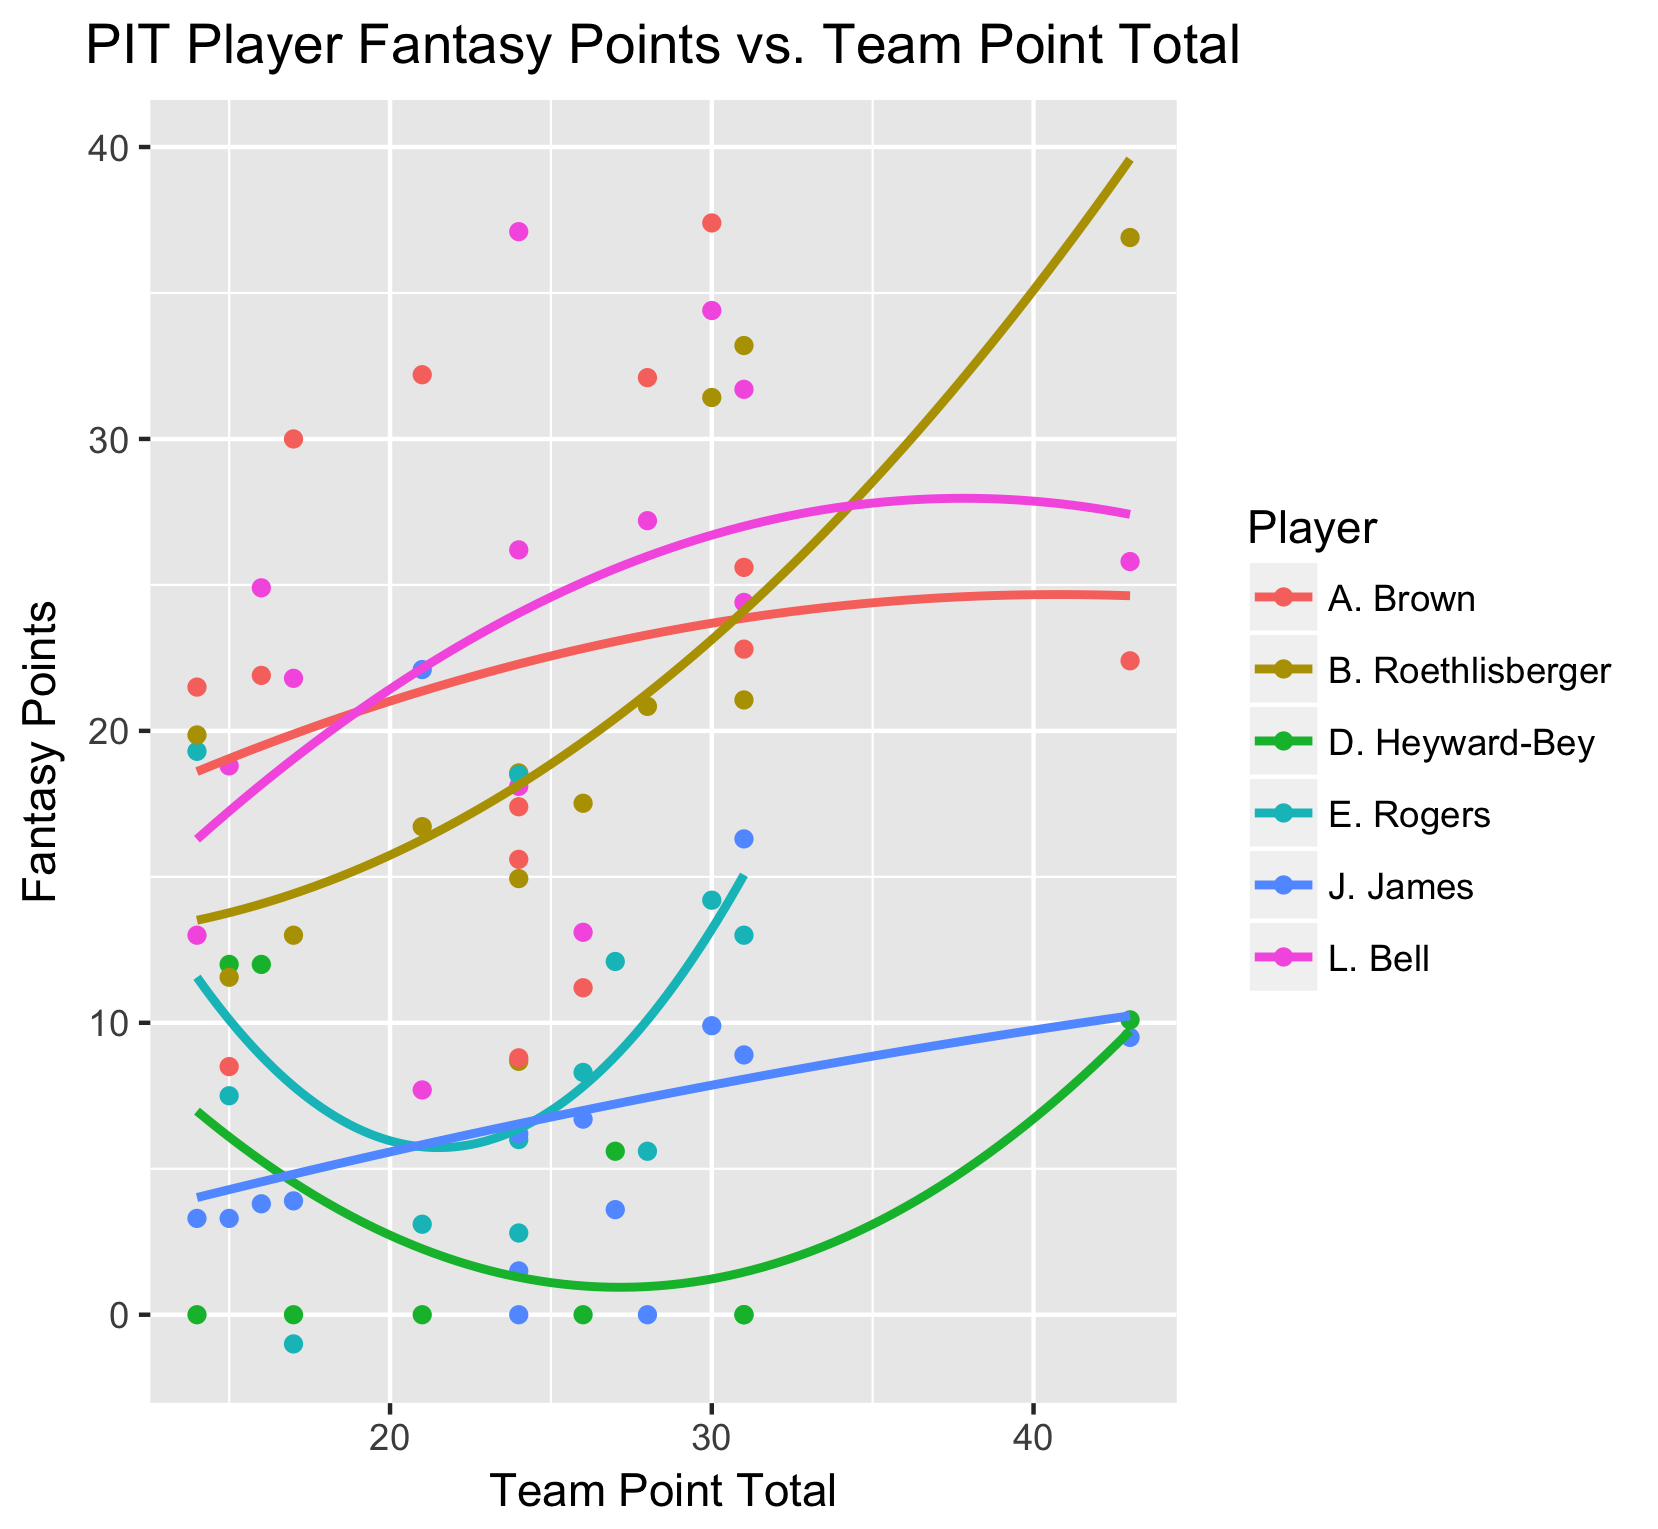 PIT Player Fantasy Points vs. Team Point Total
40
30
20
10
0
Fantasy Points
20 30 40
Team Point Total
Player
A. Brown
B. Roethlisberger
D. Heyward-Bey
E. Rogers
J. James
L. Bell